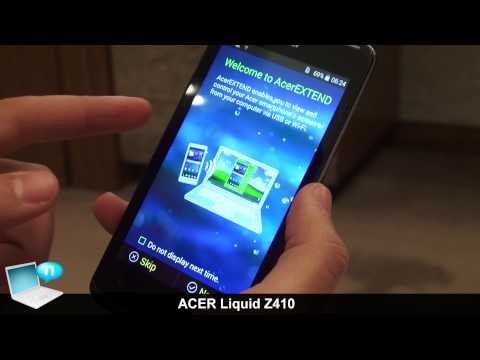 69% 06:24
Welcome to AcerEXTEND
AcerEXTEND enables you to view and
control your Acer smartphone's screen
from your computer via USB or Wi-Fi.
Do not display next time.
Skip
n
ACER Liquid Z410